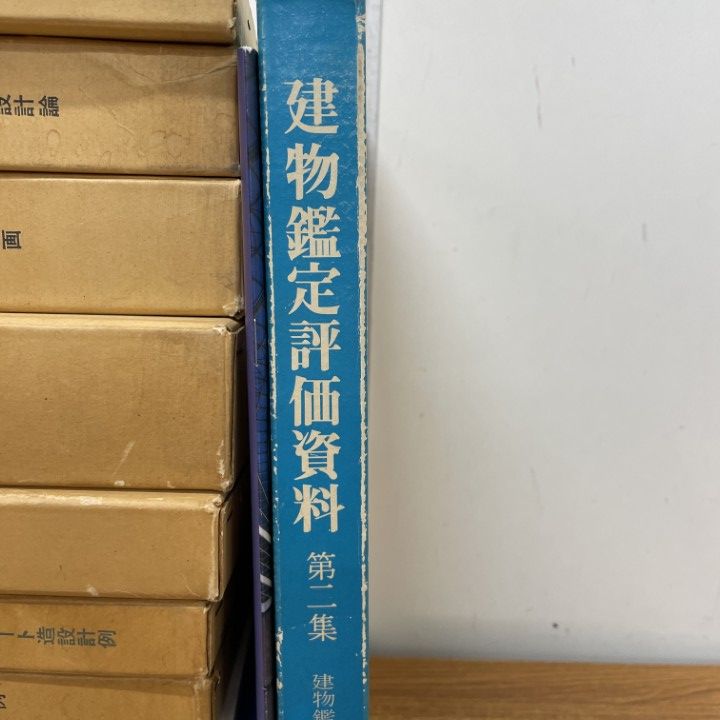 建物鑑定評価資料
第二集
建物鑑
設計論
画
ート造設計例
例